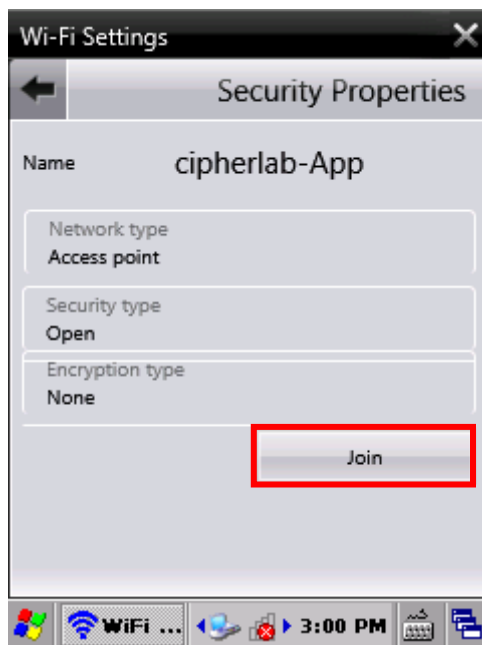 Wi-Fi Settings
Security Properties
Name cipherlab-App
Network type
Access point
Security type
Open
Encryption type
None
Join
WiFi ... 3:00 PM